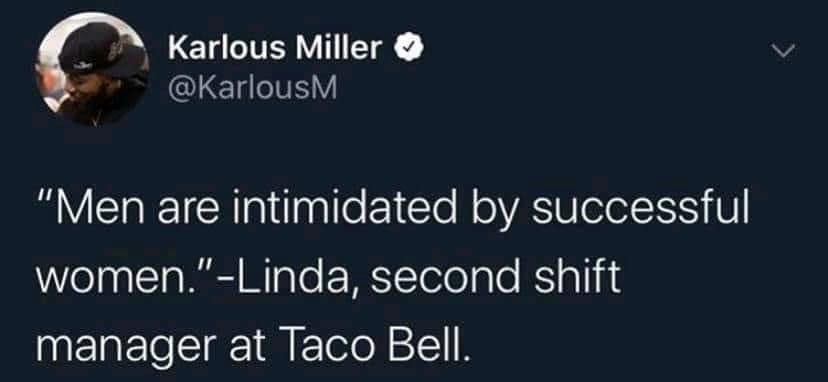 Karlous Miller
@KarlousM
"Men are intimidated by successful
women."-Linda, second shift
manager at Taco Bell.